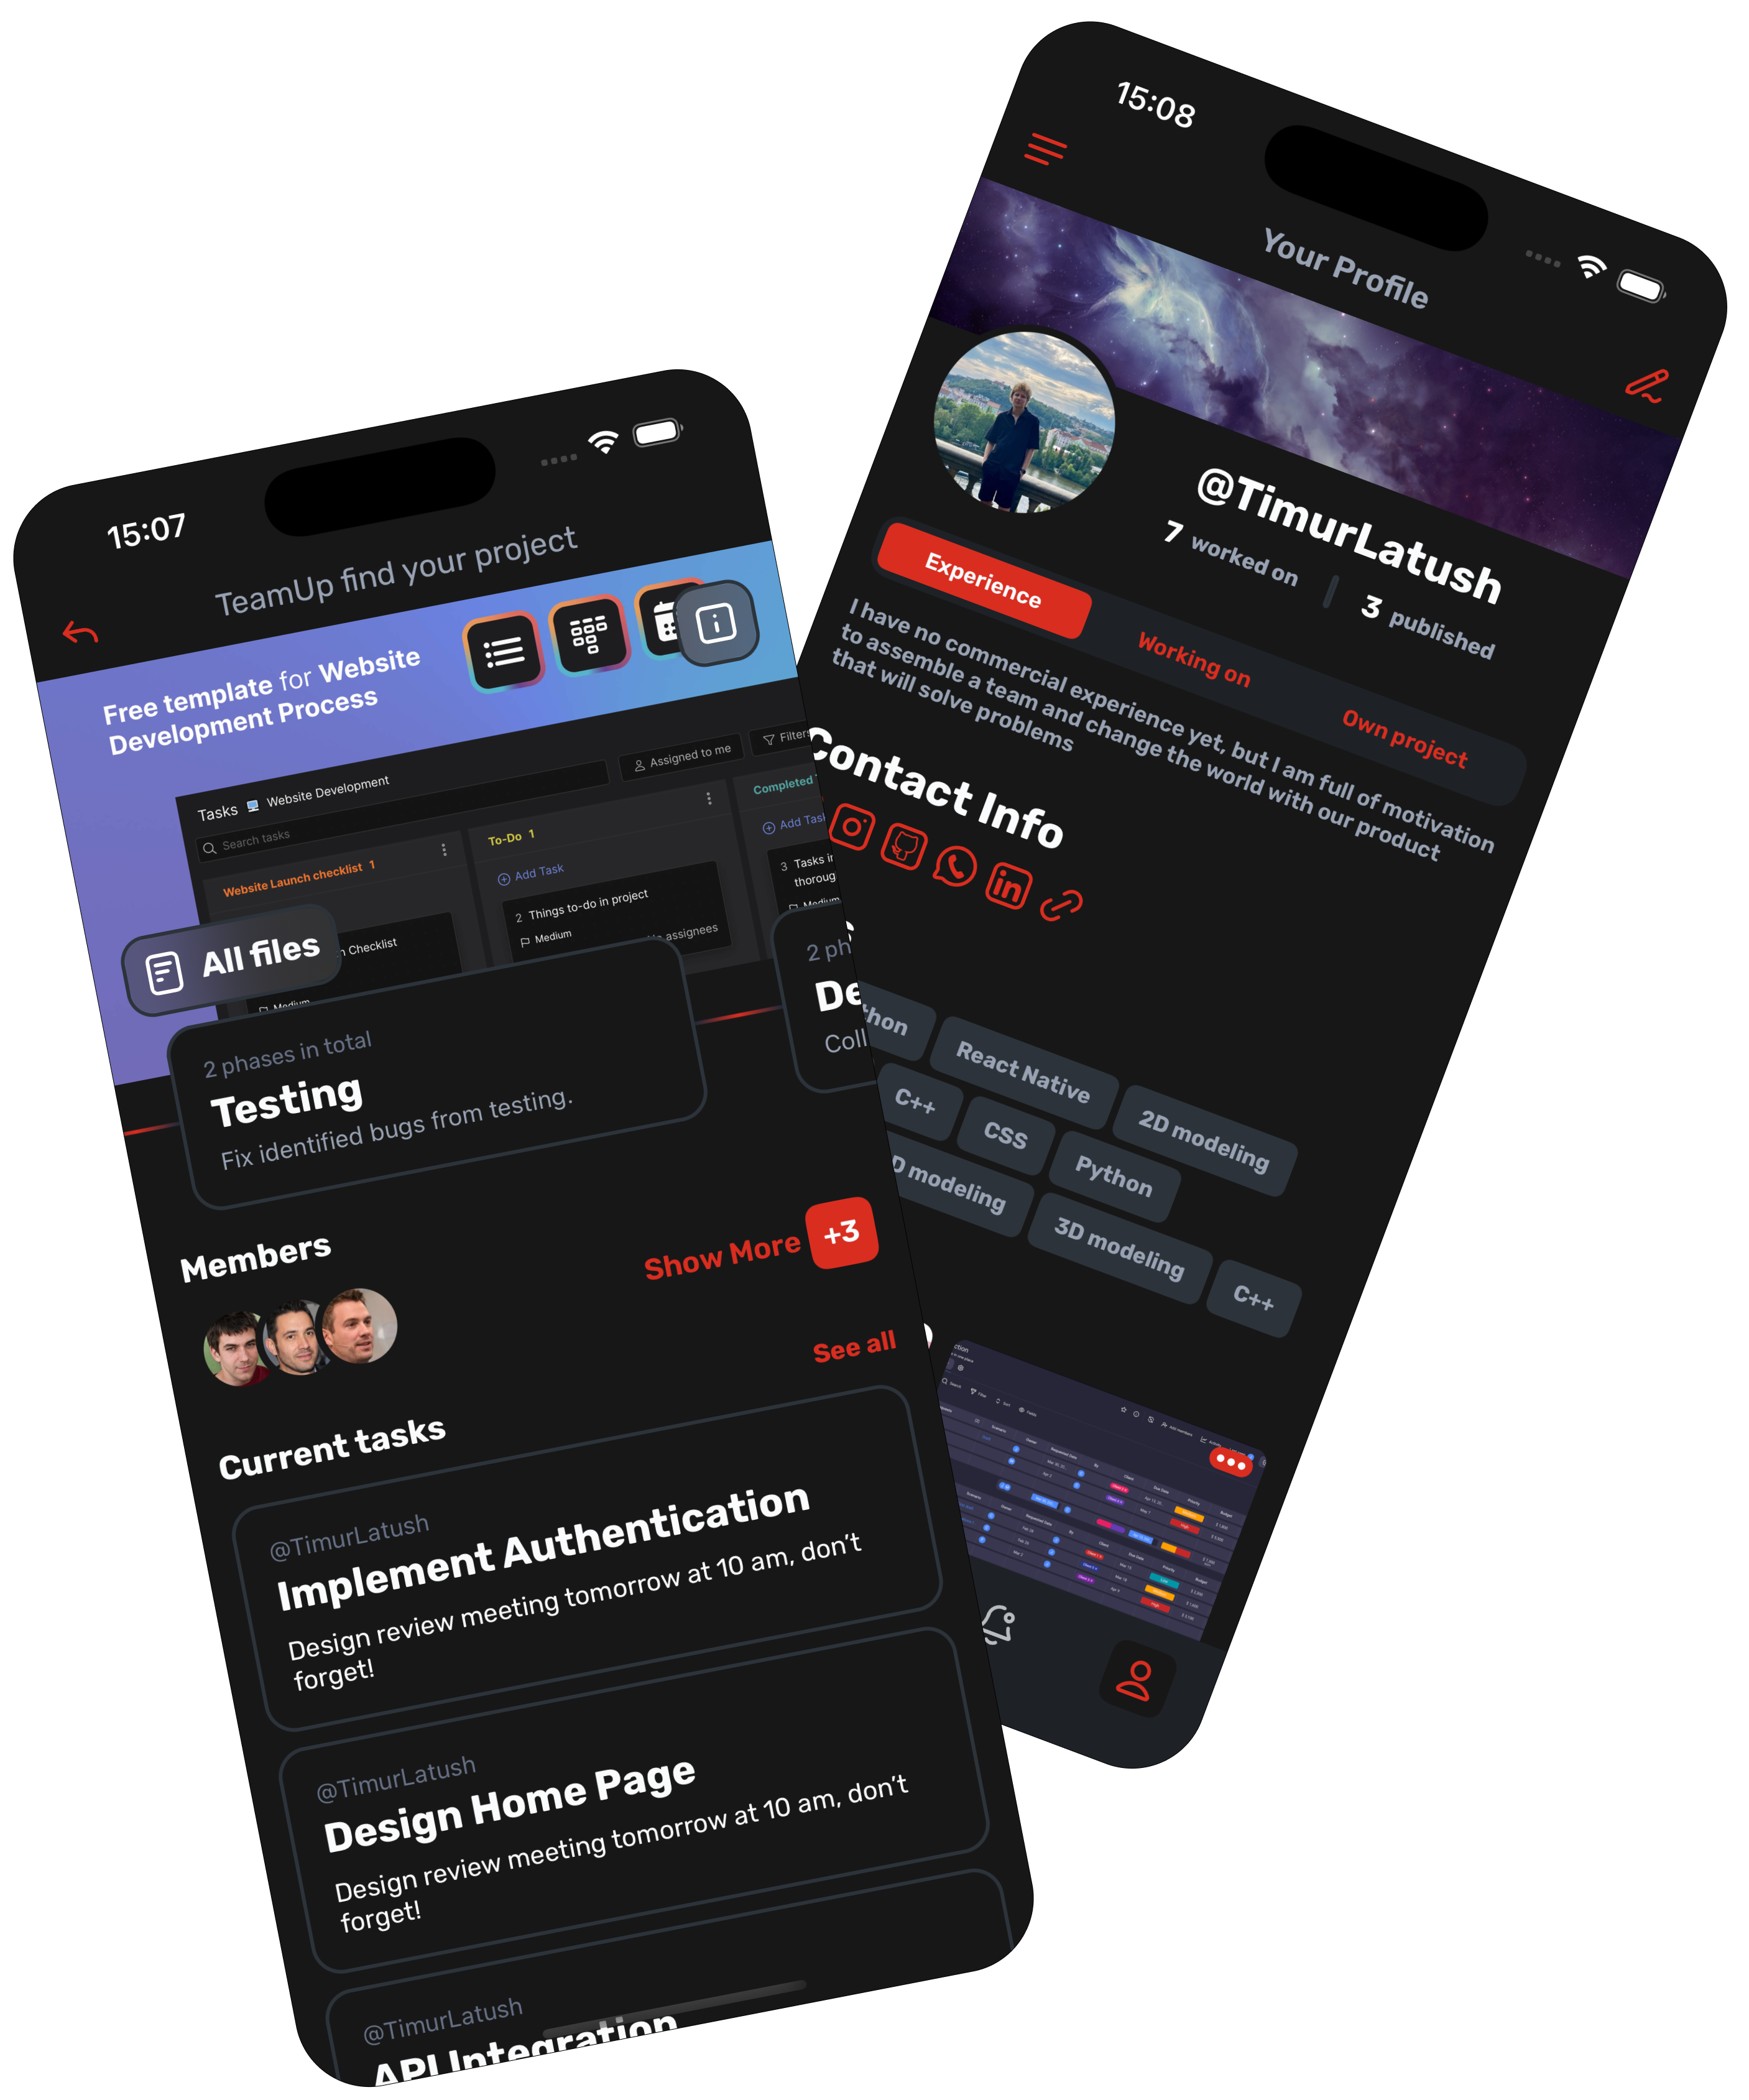 15:07
TeamUp find your project
Free template for Website
Development Process
Tasks Website Development
Search tasks
Assigned to me
Filters
Website Launch checklist 1
To-Do 1
Add Task
2 Things to-do in project
Medium
assignees
Completed
Add Task
3 Tasks in
thoroug
Medium
Checklist
Medium
All files
2 phases in total
Testing
Fix identified bugs from testing.
2 ph
De
Coll
Members
Show More +3
See all
Current tasks
@TimurLatush
Implement Authentication
Design review meeting tomorrow at 10 am, don't
forget!
@TimurLatush
Design Home Page
Design review meeting tomorrow at 10 am, don't
forget!
@TimurLatush
API Integration
15:08
Your Profile
@TimurLatush
7 worked on
3 published
Experience
Working on
Own project
I have no commercial experience yet, but I am full of motivation
to assemble a team and change the world with our product
that will solve problems
Contact Info
in
thon
React Native
2D modeling
C++
CSS
Python
D modeling
3D modeling
C++